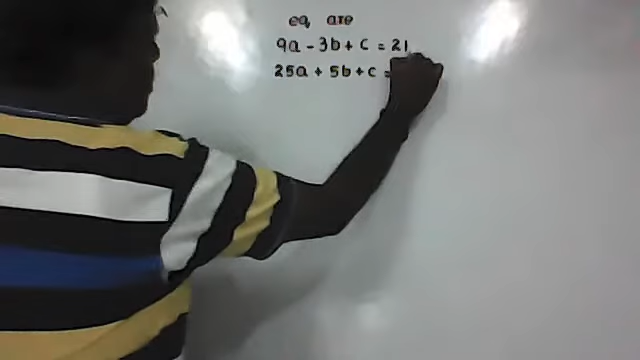 eq. are
9a - 3b + c = 21
25a + 5b + c =